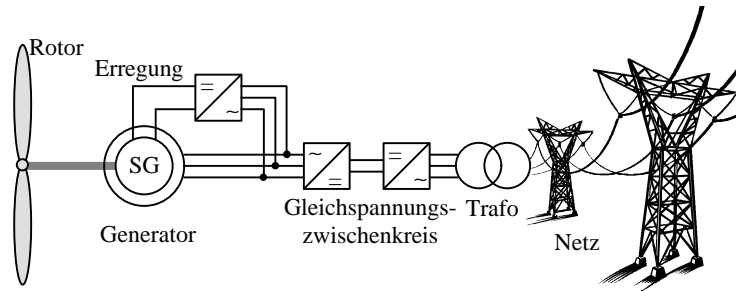 Rotor
Erregung
=
~
SG
~
=
=
~
Generator
Gleichspannungs-
zwischenkreis
Trafo
Netz